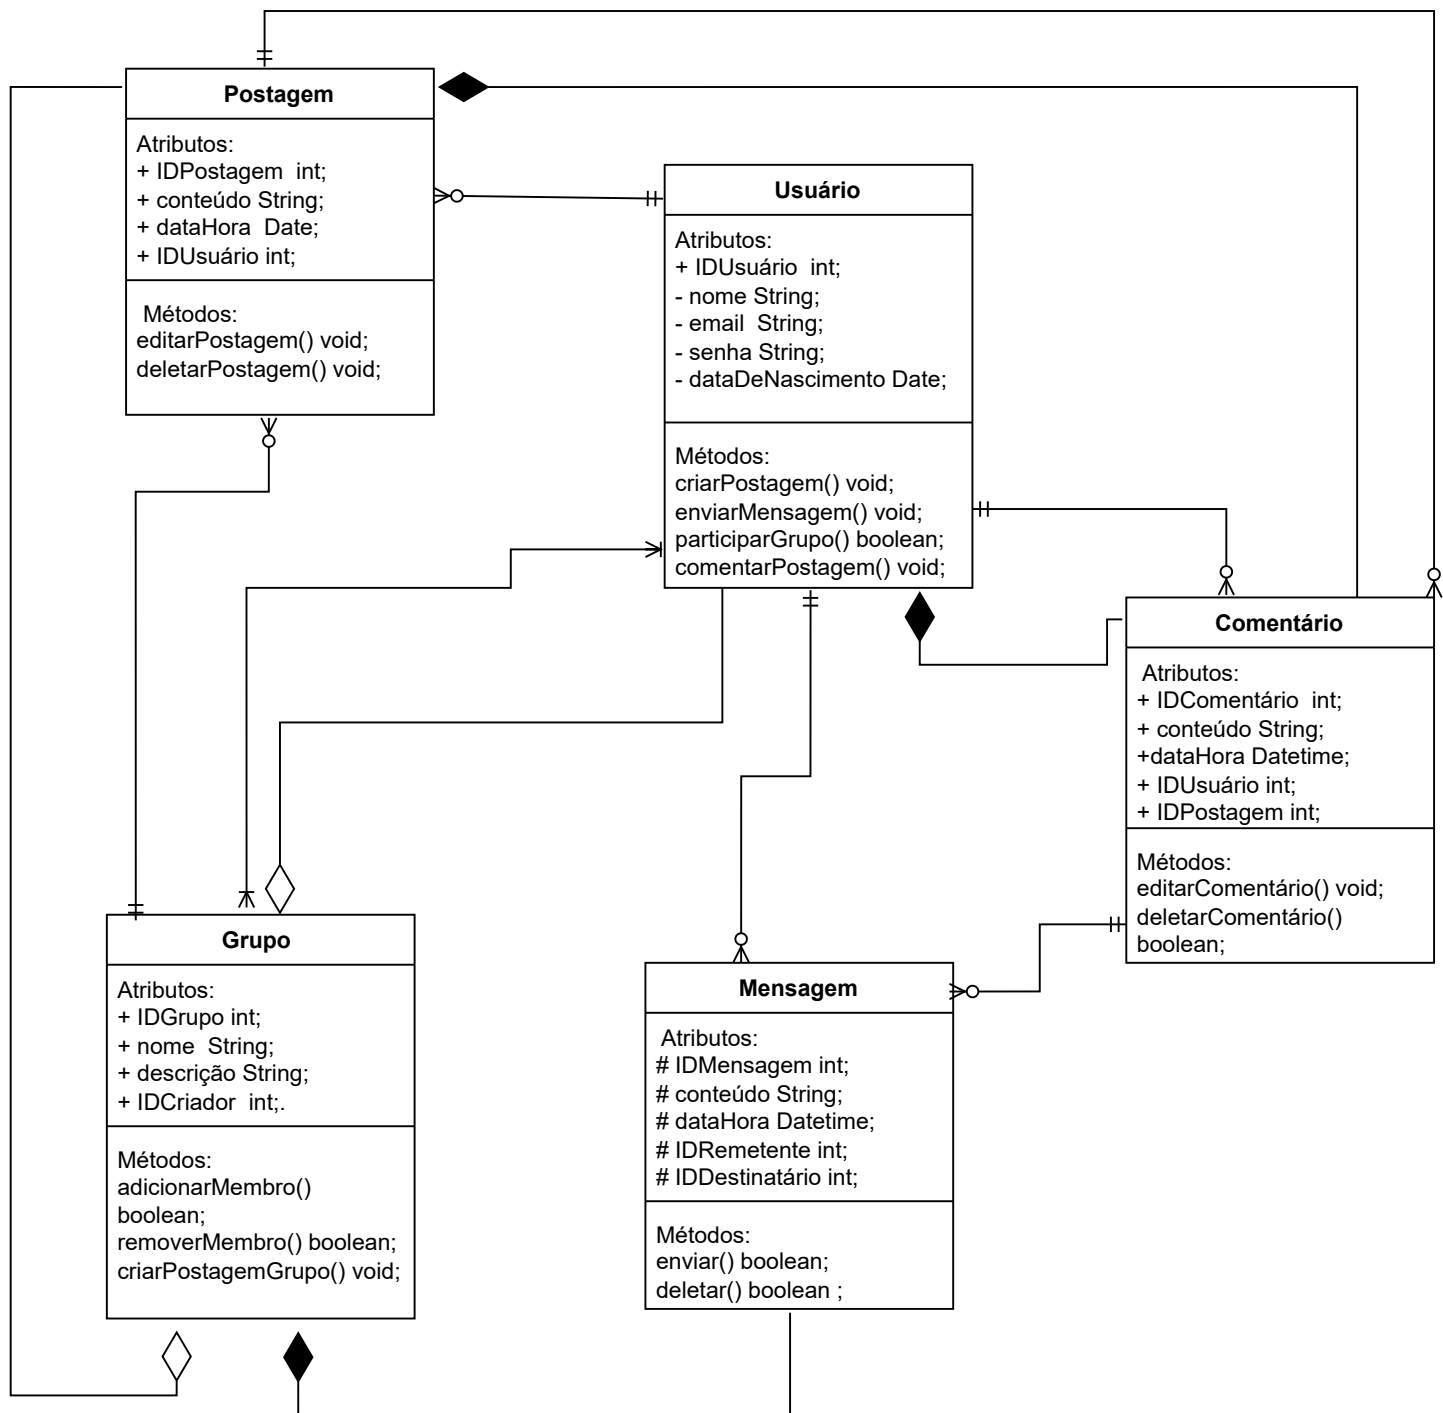 Postagem
Atributos:
+ IDPostagem  int;
+ conteúdo String;
+ dataHora  Date;
+ IDUsuário int;
Métodos:
editarPostagem() void;
deletarPostagem() void;
Usuário
Atributos:
+ IDUsuário  int;
- nome String;
- email  String;
- senha String;
- dataDeNascimento Date;
Métodos:
criarPostagem() void;
enviarMensagem() void;
participarGrupo() boolean;
comentarPostagem() void;
Comentário
Atributos:
+ IDComentário  int;
+ conteúdo String;
+dataHora Datetime;
+ IDUsuário int;
+ IDPostagem int;
Métodos:
editarComentário() void;
deletarComentário()
boolean;
Grupo
Atributos:
+ IDGrupo int;
+ nome  String;
+ descrição String;
+ IDCriador  int;.
Métodos:
adicionarMembro()
boolean;
removerMembro() boolean;
criarPostagemGrupo() void;
Mensagem
Atributos:
# IDMensagem int;
# conteúdo String;
# dataHora Datetime;
# IDRemetente int;
# IDDestinatário int;
Métodos:
enviar() boolean;
deletar() boolean ;